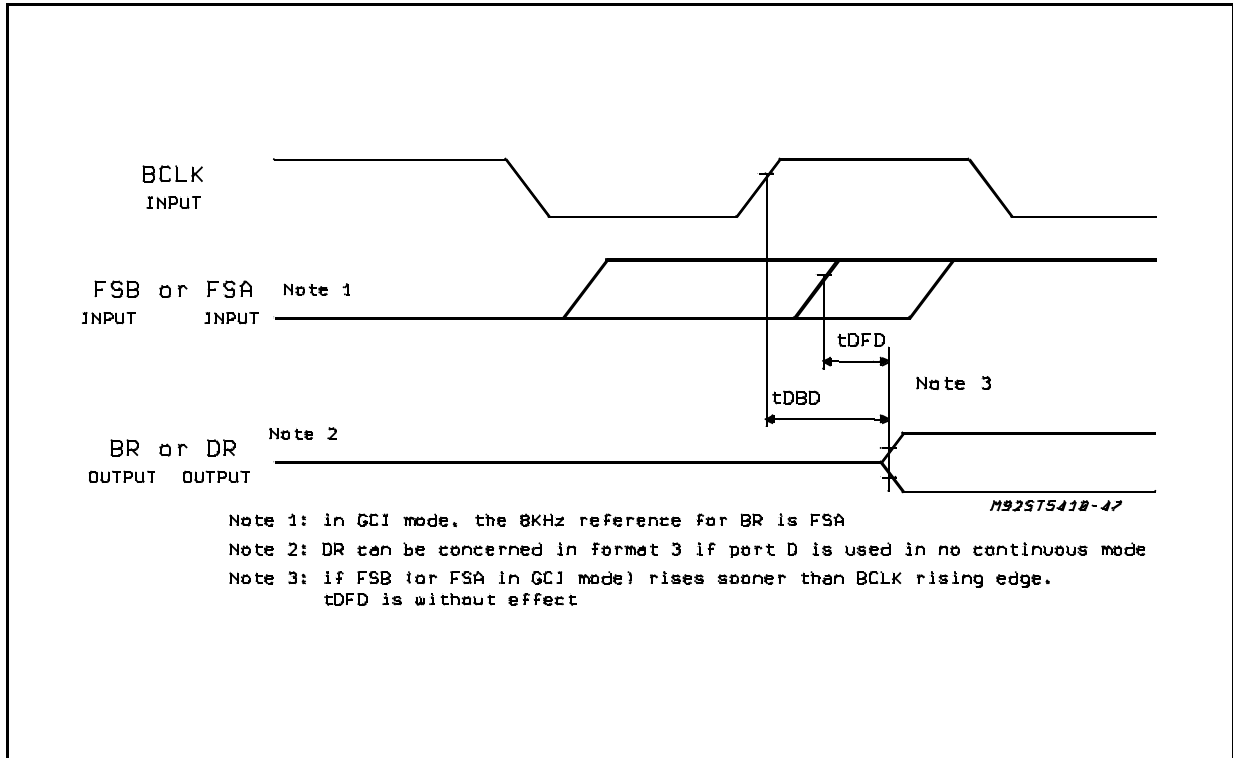 BCLK
INPUT
FSB or FSA Note 1
INPUT INPUT
tDFD
Note 3
tDBD
Note 2
BR or DR
OUTPUT OUTPUT
M92ST5410-47
Note 1: in GCI mode, the 8KHz reference for BR is FSA
Note 2: DR can be concerned in format 3 if port D is used in no continuous mode
Note 3: if FSB (or FSA in GCI mode) rises sooner than BCLK rising edge.
tDFD is without effect